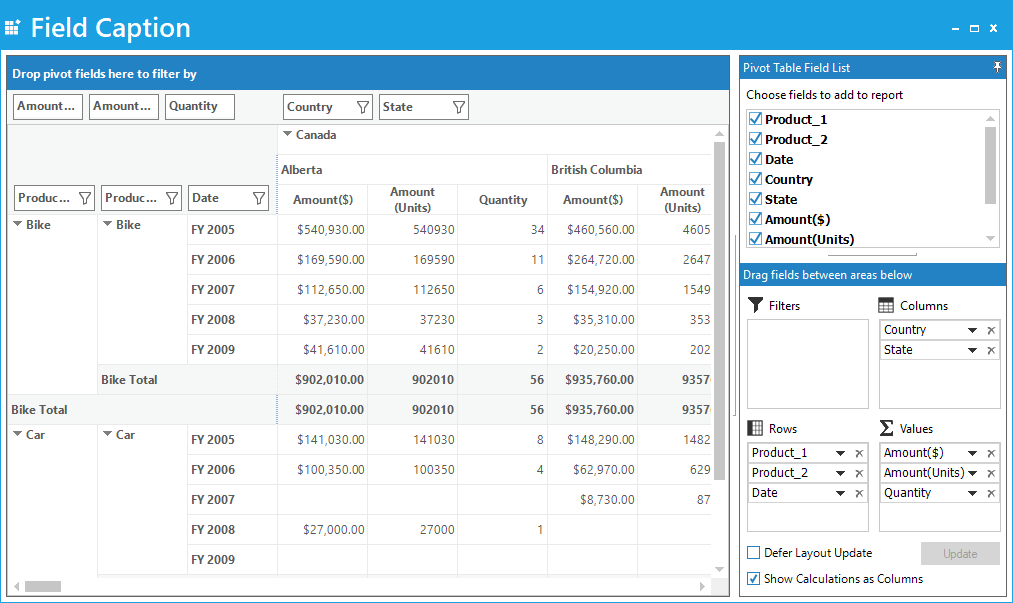 Field Caption
Drop pivot fields here to filter by
Amount... Amount... Quantity Country State
Canada
Alberta British Columbia
Produc... Produc... Date Amount($) Amount (Units) Quantity Amount($) Amount (Units)
Bike Bike FY 2005 $540,930.00 540930 34 $460,560.00 4605
FY 2006 $169,590.00 169590 11 $264,720.00 2647
FY 2007 $112,650.00 112650 6 $154,920.00 1549
FY 2008 $37,230.00 37230 3 $35,310.00 353
FY 2009 $41,610.00 41610 2 $20,250.00 202
Bike Total $902,010.00 902010 56 $935,760.00 9357
Bike Total $902,010.00 902010 56 $935,760.00 9357
Car Car FY 2005 $141,030.00 141030 8 $148,290.00 1482
FY 2006 $100,350.00 100350 4 $62,970.00 629
FY 2007 $8,730.00 87
FY 2008 $27,000.00 27000 1
FY 2009
Pivot Table Field List
Choose fields to add to report
Product_1
Product_2
Date
Country
State
Amount($)
Amount(Units)
Drag fields between areas below
Filters
Columns
Country
State
Rows
Product_1
Product_2
Date
Values
Amount($)
Amount(Units)
Quantity
Defer Layout Update Update
Show Calculations as Columns